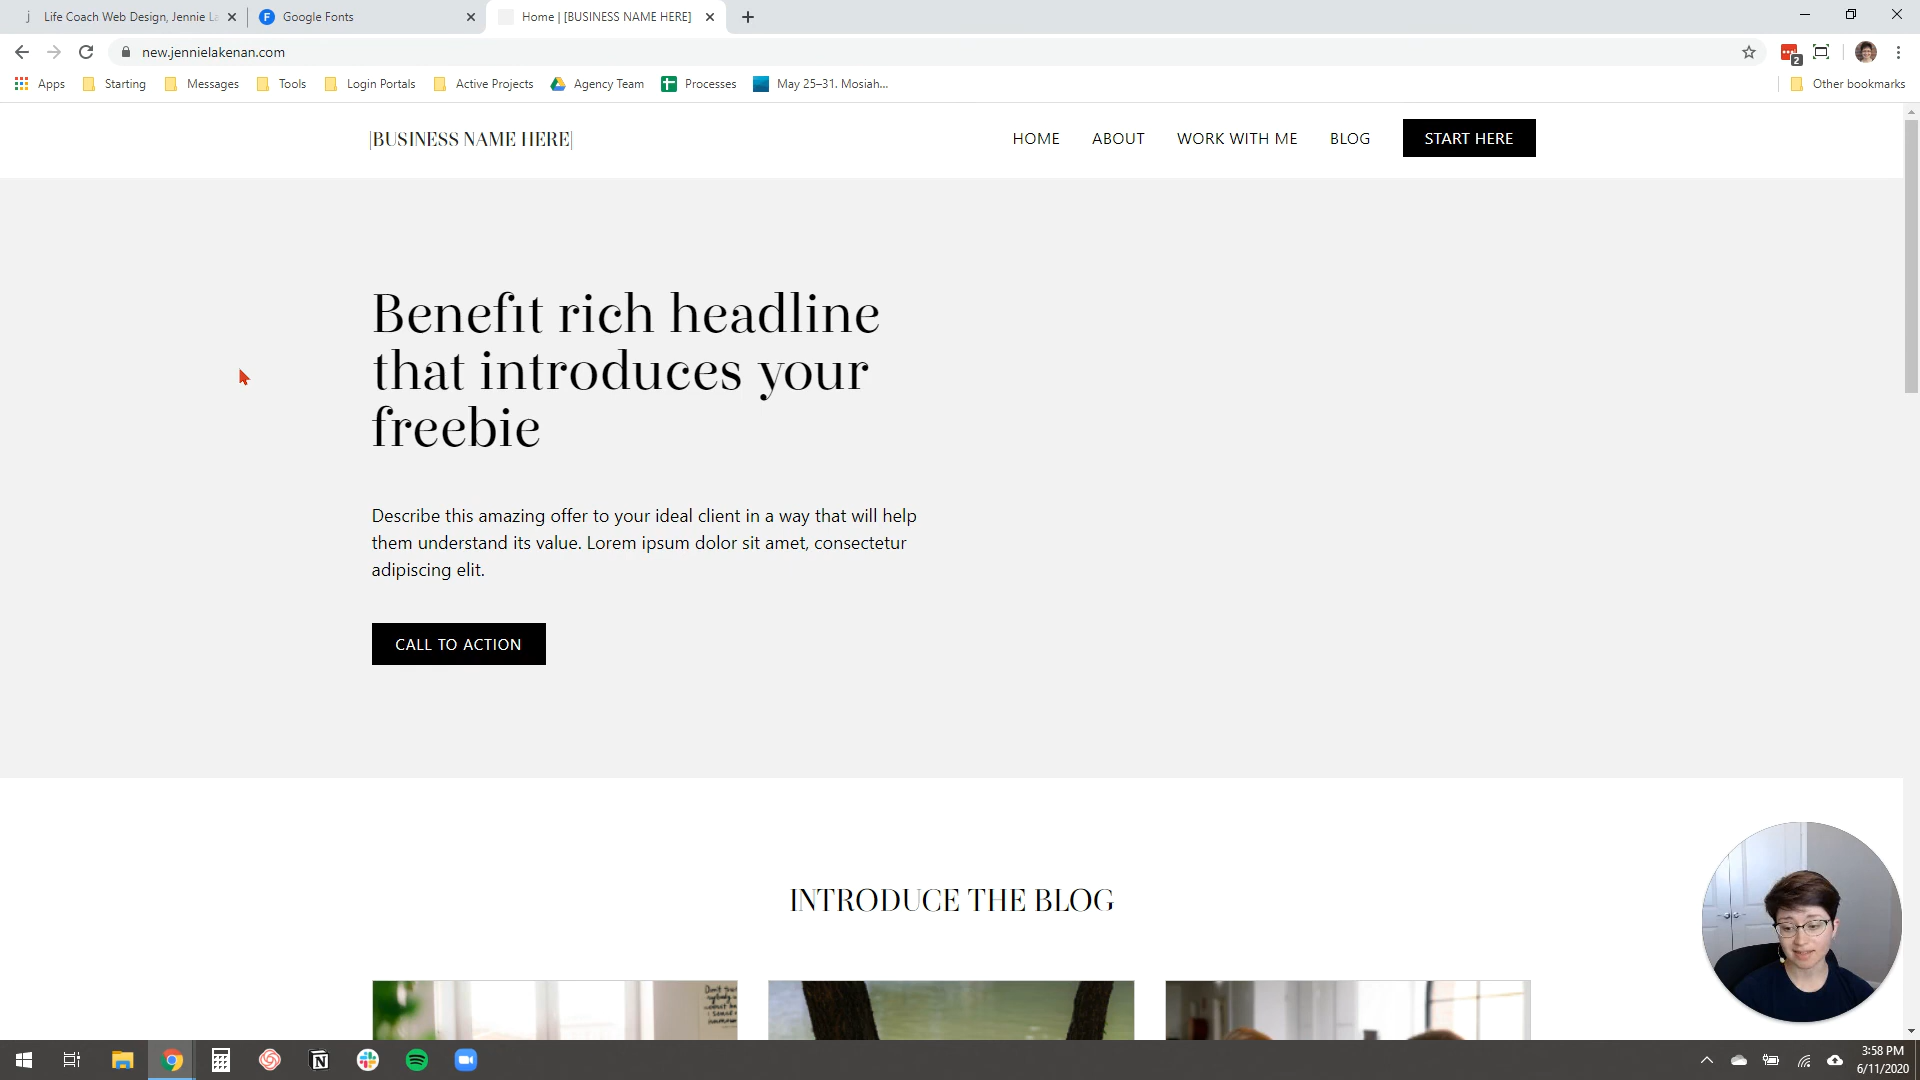 j Life Coach Web Design, Jennie La
Google Fonts
Home | [BUSINESS NAME HERE]
new.jennielakenan.com
2
Apps
Starting
Messages
Tools
Login Portals
Active Projects
Agency Team
Processes
May 25–31. Mosiah...
Other bookmarks
[BUSINESS NAME HERE]
HOME
ABOUT
WORK WITH ME
BLOG
START HERE
Benefit rich headline
that introduces your
freebie
Describe this amazing offer to your ideal client in a way that will help
them understand its value. Lorem ipsum dolor sit amet, consectetur
adipiscing elit.
CALL TO ACTION
INTRODUCE THE BLOG
3:58 PM
6/11/2020